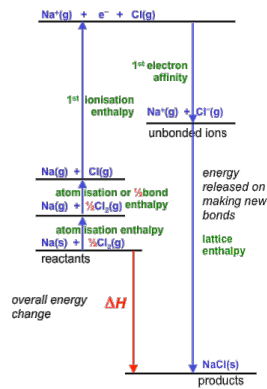 Na⁺(g) + e⁻ + Cl(g)
1st electron
affinity
1st ionisation
enthalpy
Na⁺(g) + Cl⁻(g)
unbonded ions
Na(g) + Cl(g)
atomisation or ½bond
enthalpy
Na(g) + ½Cl₂(g)
atomisation enthalpy
Na(s) + ½Cl₂(g)
reactants
energy
released on
making new
bonds
lattice
enthalpy
overall energy
change
ΔH
NaCl(s)
products